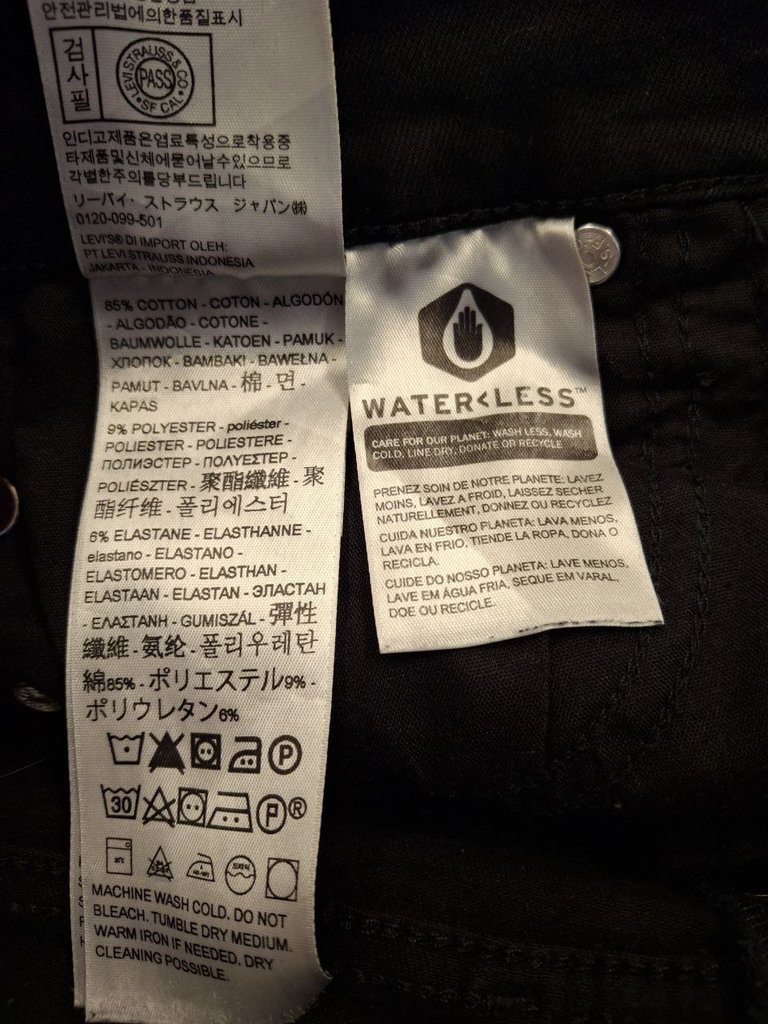 안전관리법에의한품질표시
검사필
LEVI STRAUSS & CO
PASS
SF CAL
인디고제품은염료특성으로착용중
타제품및신체에묻어날수있으므로
각별한주의를당부드립니다
リーバイ・ストラウス ジャパン㈱
0120-099-501
LEVI'S® DI IMPORT OLEH:
PT LEVI STRAUSS INDONESIA
JAKARTA - INDONESIA
85% COTTON - COTON - ALGODÓN
- ALGODÃO - COTONE -
BAUMWOLLE - KATOEN - PAMUK -
ХЛОПОК - ΒΑΜΒΑΚΙ - BAWEŁNA -
PAMUT - BAVLNA - 棉 - 면 -
KAPAS
9% POLYESTER - poliéster -
POLIESTER - POLIESTERE -
ПОЛИЭСТЕР - ΠΟΛΥΕΣΤΕΡ -
POLIÉSZTER - 聚酯纖維 - 聚
酯纤维 - 폴리에스터
6% ELASTANE - ELASTHANNE -
elastano - ELASTANO -
ELASTOMERO - ELASTHAN -
ELASTAAN - ELASTAN - ЭЛАСТАН
- ΕΛΑΣΤΑΝΗ - GUMISZÁL - 彈性
纖維 - 氨纶 - 폴리우레탄
綿85% - ポリエステル9% -
ポリウレタン6%
P
30 P®
MACHINE WASH COLD. DO NOT
BLEACH. TUMBLE DRY MEDIUM.
WARM IRON IF NEEDED. DRY
CLEANING POSSIBLE.
WATER<LESS™
CARE FOR OUR PLANET: WASH LESS, WASH
COLD, LINE DRY, DONATE OR RECYCLE
PRENEZ SOIN DE NOTRE PLANETE: LAVEZ
MOINS, LAVEZ A FROID, LAISSEZ SECHER
NATURELLEMENT, DONNEZ OU RECYCLEZ
CUIDA NUESTRO PLANETA: LAVA MENOS,
LAVA EN FRIO, TIENDE LA ROPA, DONA O
RECICLA.
CUIDE DO NOSSO PLANETA: LAVE MENOS,
LAVE EM ÁGUA FRIA, SEQUE EM VARAL,
DOE OU RECICLE.